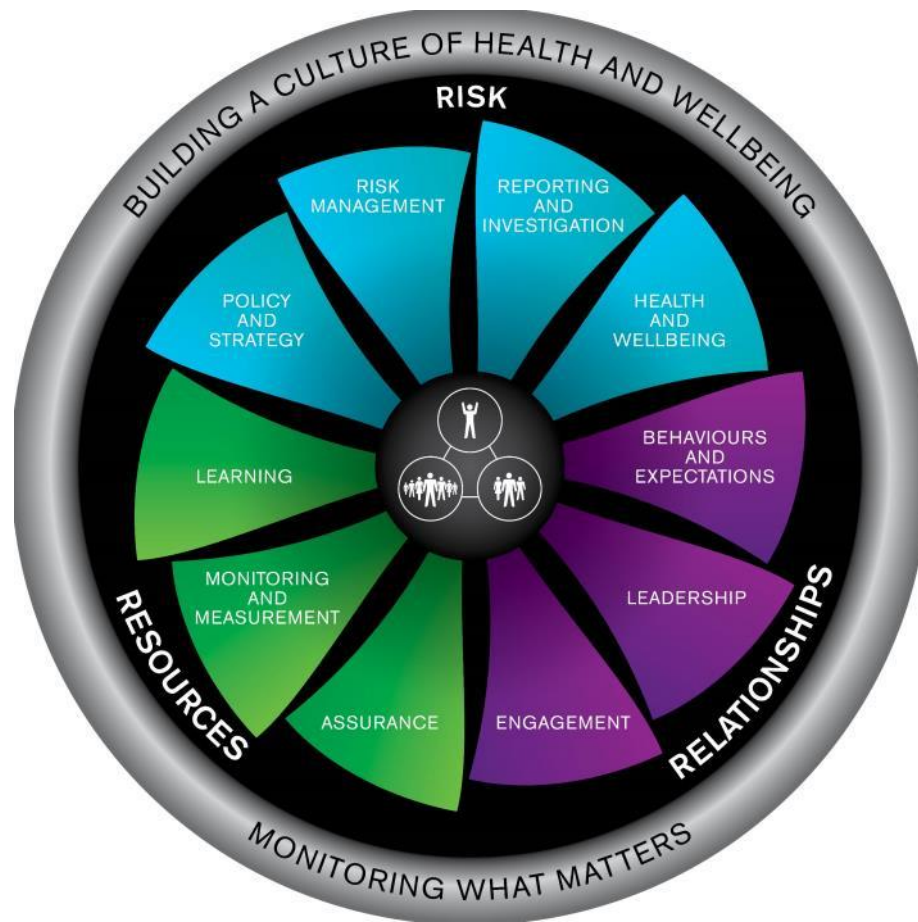 BUILDING A CULTURE OF HEALTH AND WELLBEING
RISK
RISK
MANAGEMENT
REPORTING
AND
INVESTIGATION
POLICY
AND
STRATEGY
HEALTH
AND
WELLBEING
LEARNING
BEHAVIOURS
AND
EXPECTATIONS
MONITORING
AND
MEASUREMENT
LEADERSHIP
ASSURANCE
ENGAGEMENT
RESOURCES
RELATIONSHIPS
MONITORING WHAT MATTERS